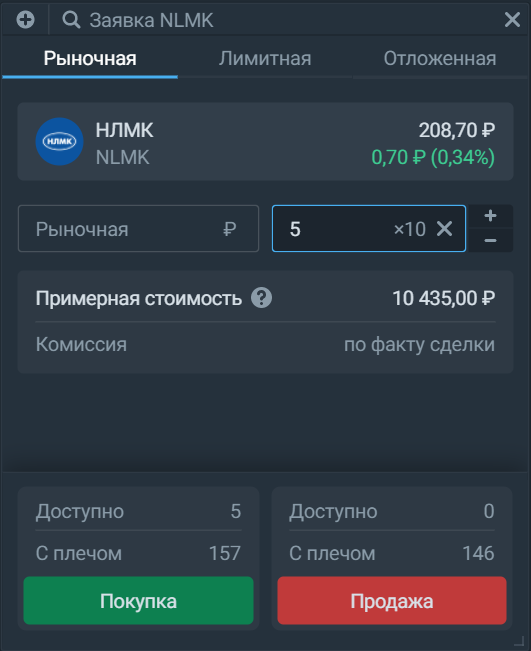 Заявка NLMK
Рыночная Лимитная Отложенная
НЛМК НЛМК 208,70 ₽
NLMK 0,70 ₽ (0,34%)
Рыночная ₽ 5 ×10
Примерная стоимость ? 10 435,00 ₽
Комиссия по факту сделки
Доступно 5 Доступно 0
С плечом 157 С плечом 146
Покупка Продажа